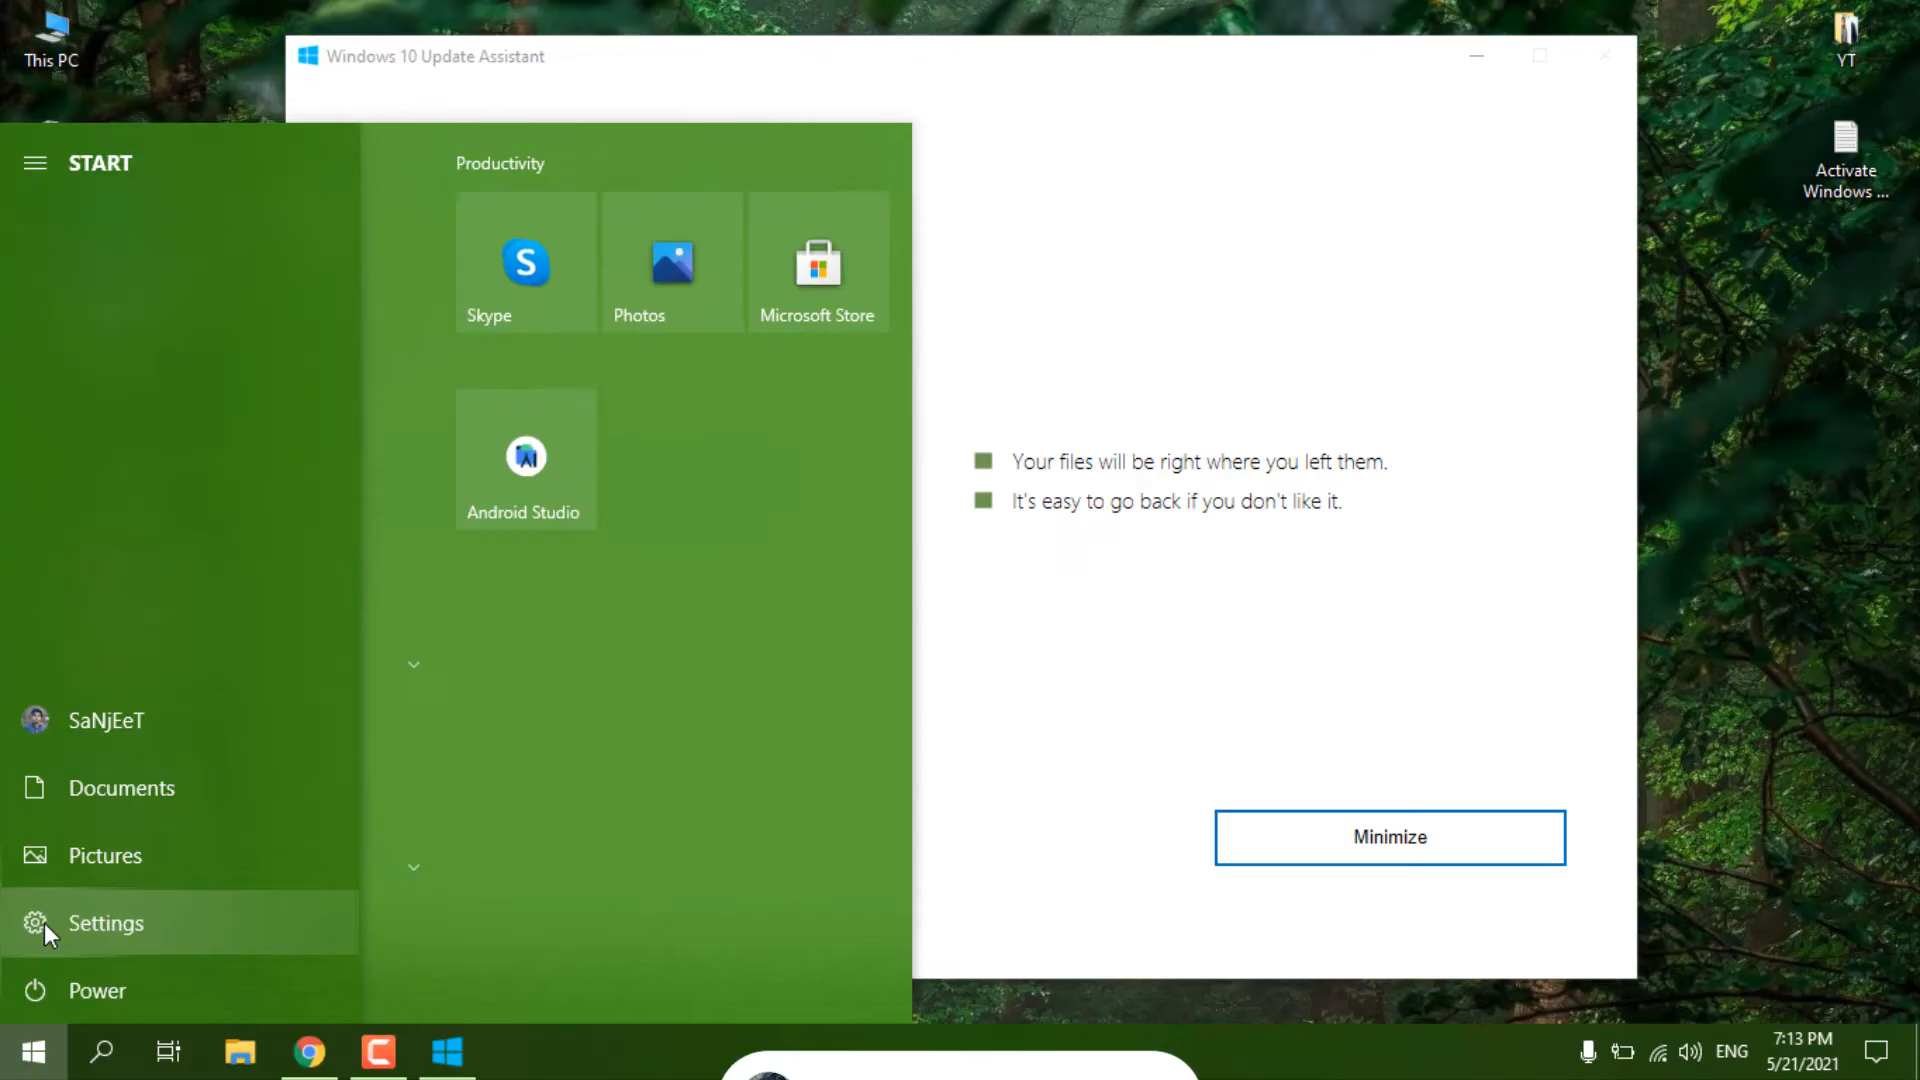 This PC
Windows 10 Update Assistant
YT
Activate
Windows ...
START
Productivity
Skype
Photos
Microsoft Store
Android Studio
Your files will be right where you left them.
It's easy to go back if you don't like it.
SaNjEeT
Documents
Pictures
Settings
Power
Minimize
ENG
7:13 PM
5/21/2021